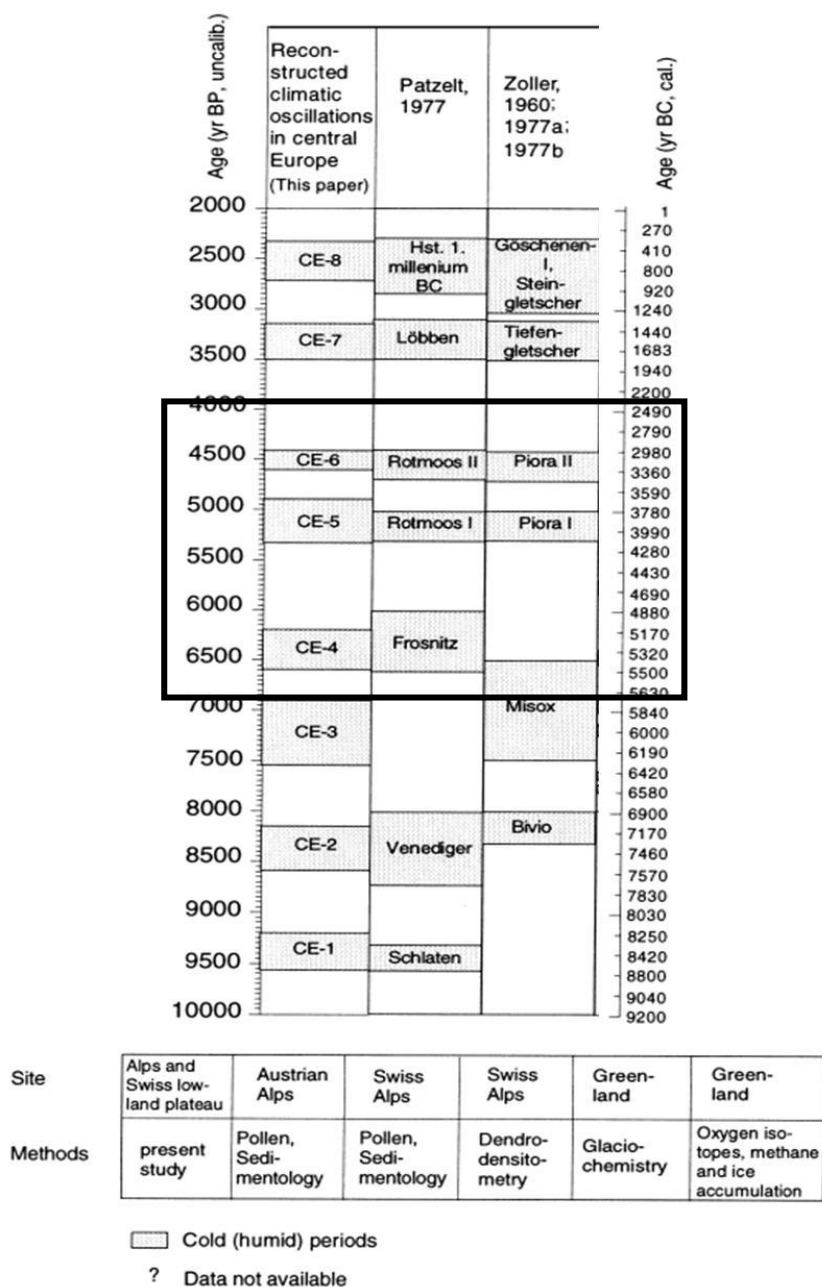 Age (yr BP, uncalib.)
Recon-
structed
climatic
oscillations
in central
Europe
(This paper)
Patzelt,
1977
Zoller,
1960;
1977a;
1977b
Age (yr BC, cal.)
2000
2500
3000
3500
4000
4500
5000
5500
6000
6500
7000
7500
8000
8500
9000
9500
10000
CE-8
CE-7
CE-6
CE-5
CE-4
CE-3
CE-2
CE-1
Hst. 1.
millenium
BC
Löbben
Rotmoos II
Rotmoos I
Frosnitz
Venediger
Schlaten
Göschenen-
I,
Stein-
gletscher
Tiefen-
gletscher
Piora II
Piora I
Misox
Bivio
1
270
410
800
920
1240
1440
1683
1940
2200
2490
2790
2980
3360
3590
3780
3990
4280
4430
4690
4880
5170
5320
5500
5630
5840
6000
6190
6420
6580
6900
7170
7460
7570
7830
8030
8250
8420
8800
9040
9200
Site
Alps and
Swiss low-
land plateau
Austrian
Alps
Swiss
Alps
Swiss
Alps
Green-
land
Green-
land
Methods
present
study
Pollen,
Sedi-
mentology
Pollen,
Sedi-
mentology
Dendro-
densito-
metry
Glacio-
chemistry
Oxygen iso-
topes, methane
and ice
accumulation
Cold (humid) periods
? Data not available